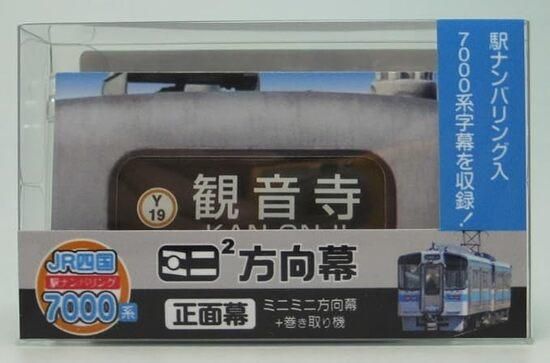 駅ナンバリング入
7000系字幕を収録！
Y
19
観音寺
KAN-ONJI
JR四国
駅ナンバリング
7000系
ミニ²方向幕
正面幕
ミニミニ方向幕
+巻き取り機